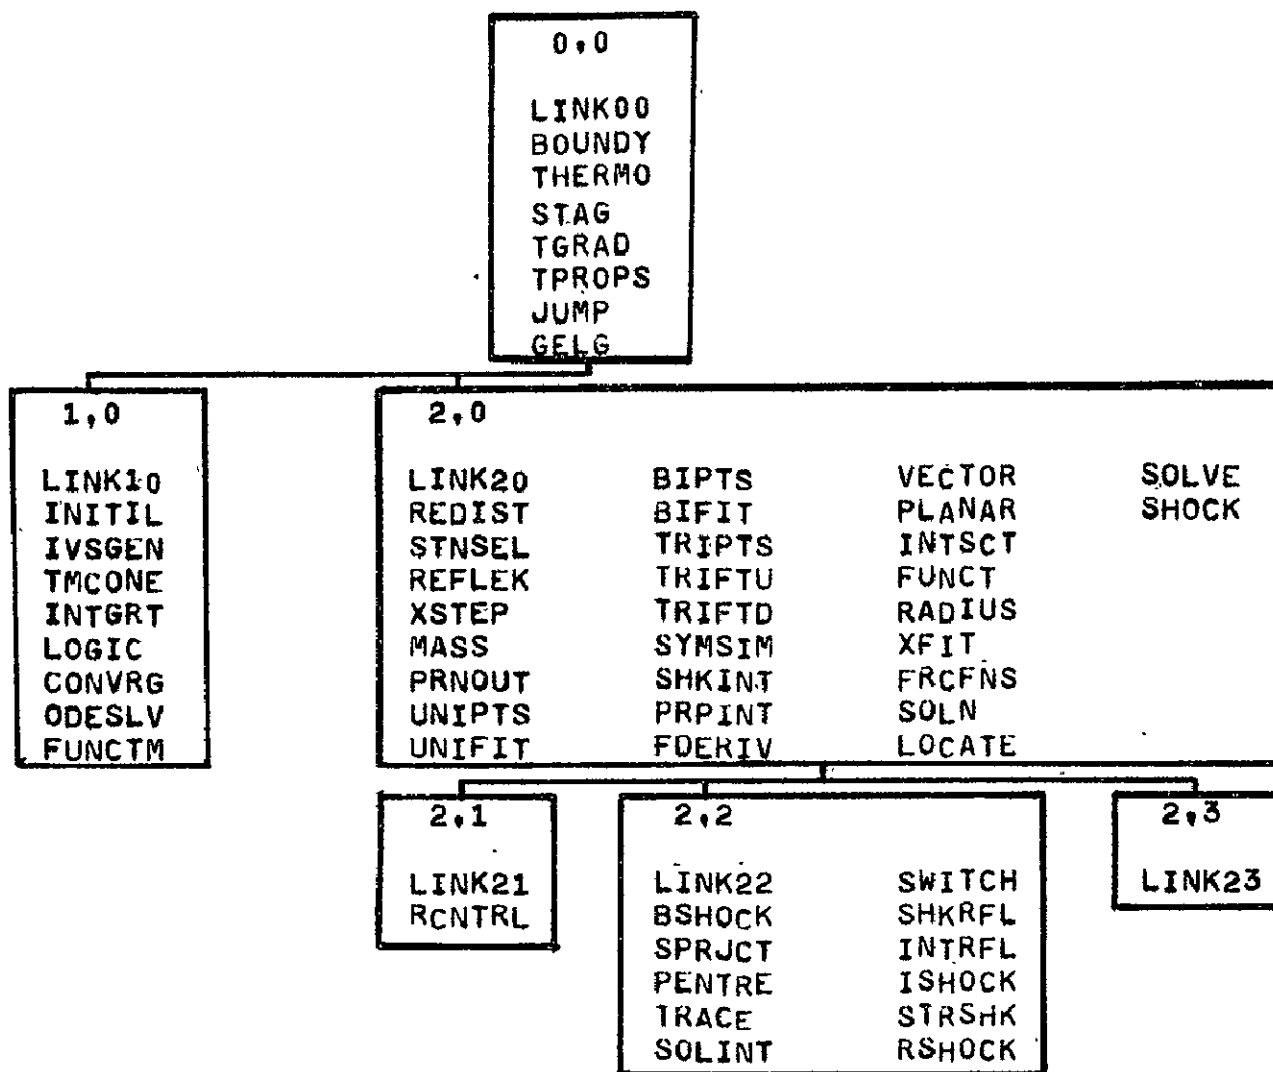 0,0
LINK00
BOUNDY
THERMO
STAG
TGRAD
TPROPS
JUMP
GELG
1,0
LINK10
INITIL
IVSGEN
TMCONE
INTGRT
LOGIC
CONVRG
ODESLV
FUNCTM
2,0
LINK20 BIPTS VECTOR SOLVE
REDIST BIFIT PLANAR SHOCK
STNSEL TRIPTS INTSCT
REFLEK TRIFTU FUNCT
XSTEP TRIFTD RADIUS
MASS SYMSIM XFIT
PRNOUT SHKINT FRCFNS
UNIPTS PRPINT SOLN
UNIFIT FDERIV LOCATE
2,1
LINK21
RCNTRL
2,2
LINK22 SWITCH
BSHOCK SHKRFL
SPRJCT INTRFL
PENTRE ISHOCK
TRACE STRSHK
SOLINT RSHOCK
2,3
LINK23